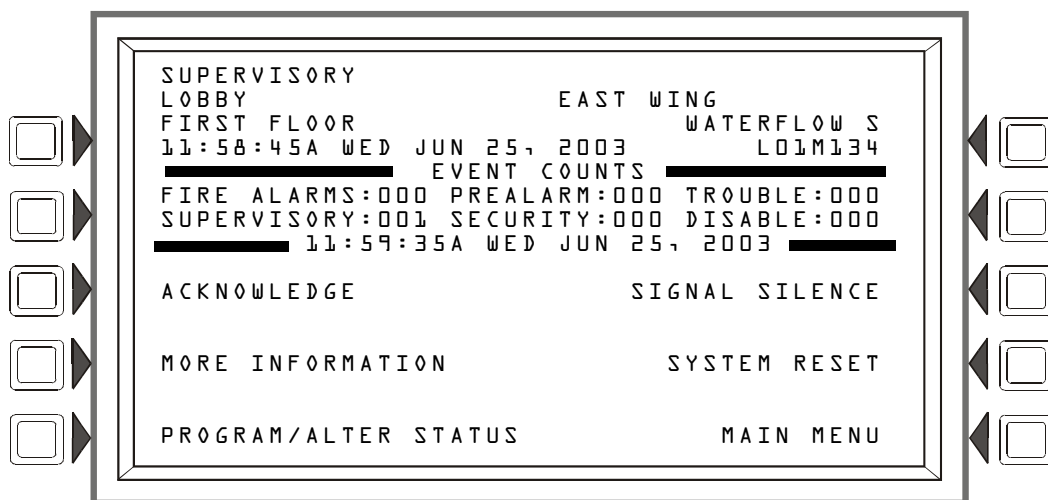 SUPERVISORY
LOBBY EAST WING
FIRST FLOOR WATERFLOW S
11:58:45A WED JUN 25, 2003 L01M134
EVENT COUNTS
FIRE ALARMS:000 PREALARM:000 TROUBLE:000
SUPERVISORY:001 SECURITY:000 DISABLE:000
11:59:35A WED JUN 25, 2003
ACKNOWLEDGE SIGNAL SILENCE
MORE INFORMATION SYSTEM RESET
PROGRAM/ALTER STATUS MAIN MENU